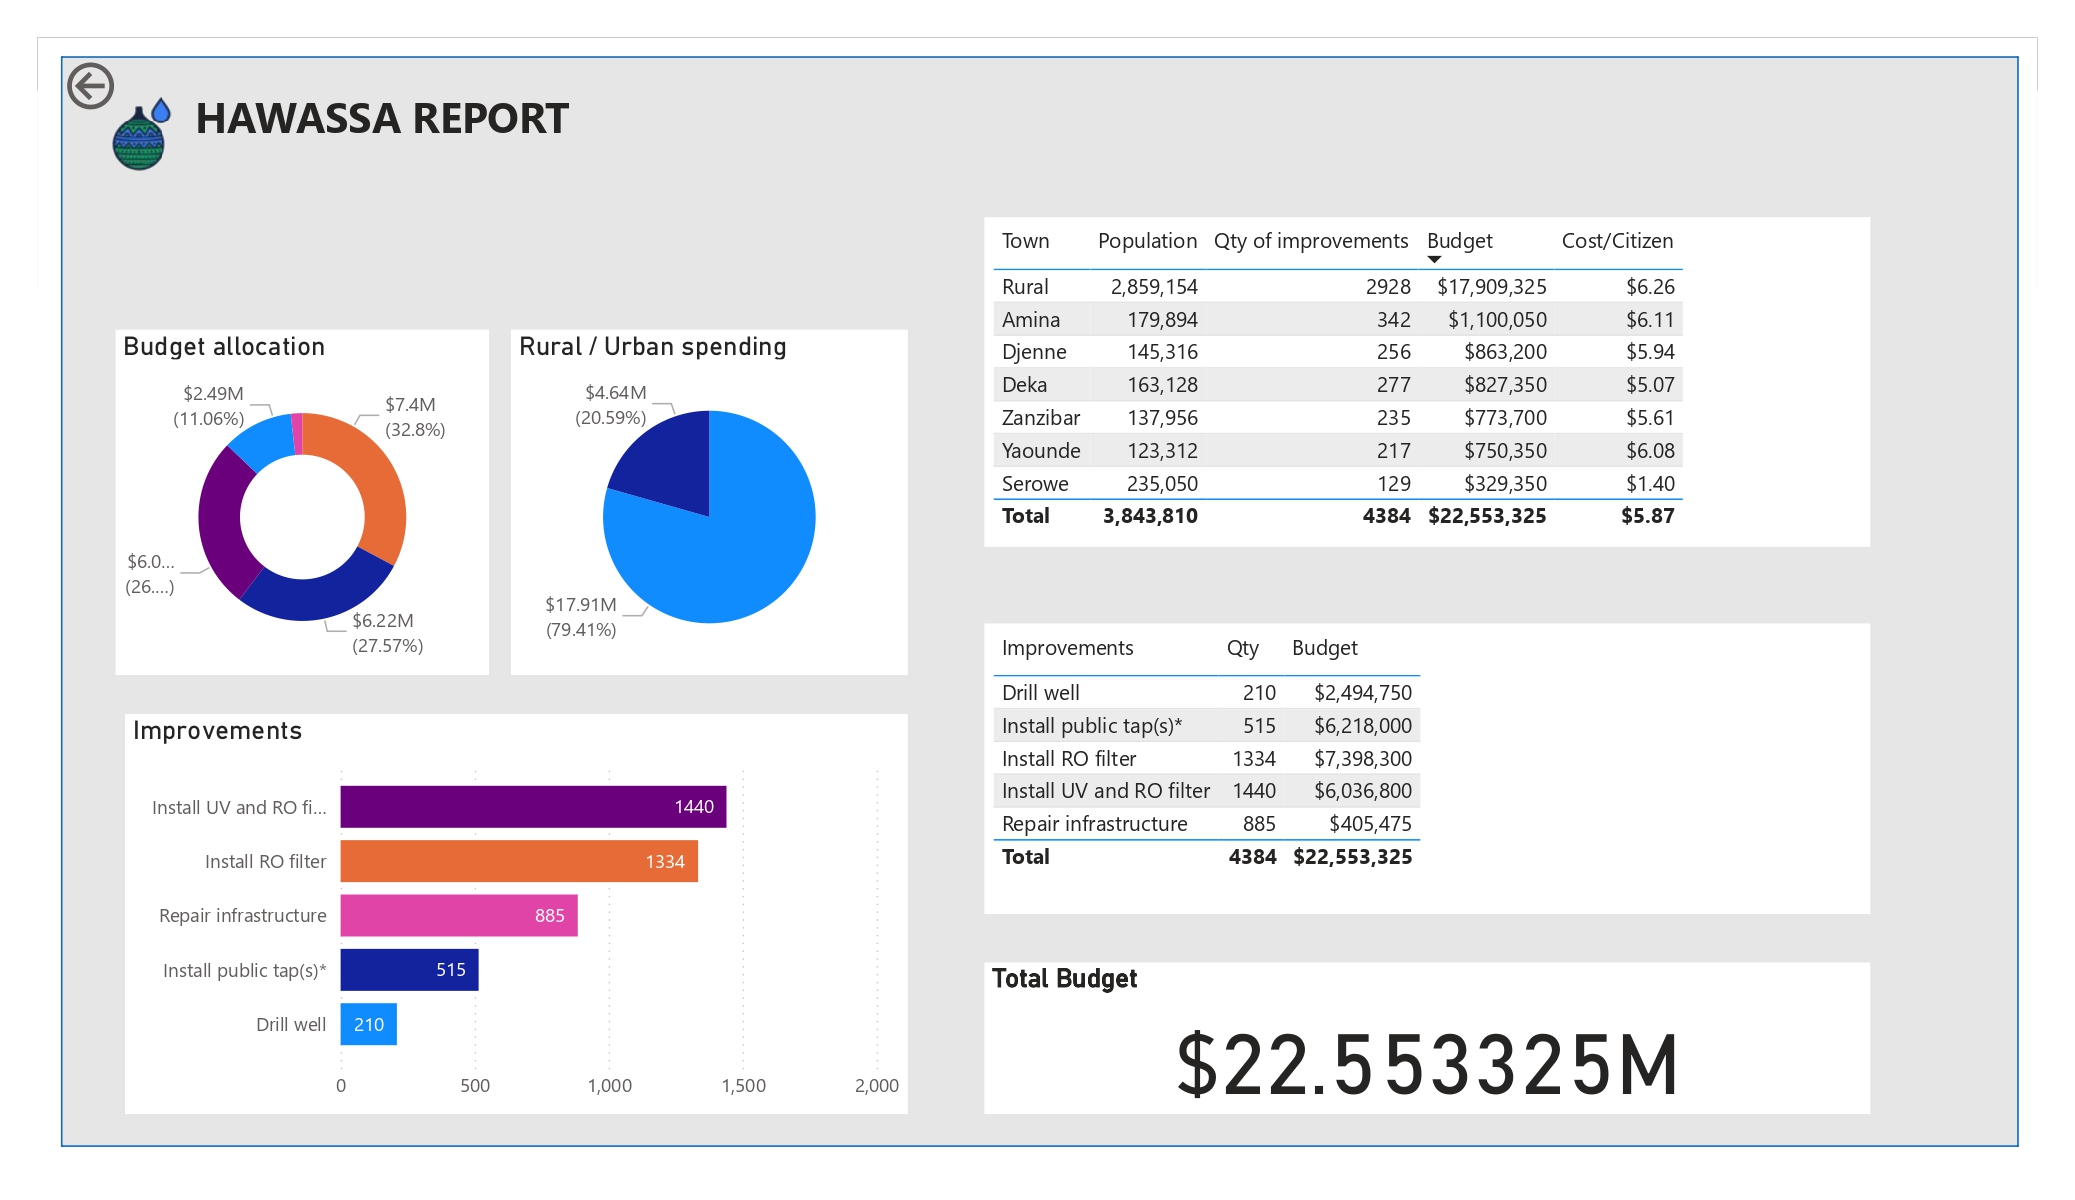 HAWASSA REPORT
Budget allocation
$2.49M
(11.06%)
$7.4M
(32.8%)
$6.0...
(26....)
$6.22M
(27.57%)
Rural / Urban spending
$4.64M
(20.59%)
$17.91M
(79.41%)
Improvements
Install UV and RO fi... 1440
Install RO filter 1334
Repair infrastructure 885
Install public tap(s)* 515
Drill well 210
0 500 1,000 1,500 2,000
Town Population Qty of improvements Budget Cost/Citizen
Rural 2,859,154 2928 $17,909,325 $6.26
Amina 179,894 342 $1,100,050 $6.11
Djenne 145,316 256 $863,200 $5.94
Deka 163,128 277 $827,350 $5.07
Zanzibar 137,956 235 $773,700 $5.61
Yaounde 123,312 217 $750,350 $6.08
Serowe 235,050 129 $329,350 $1.40
Total 3,843,810 4384 $22,553,325 $5.87
Improvements Qty Budget
Drill well 210 $2,494,750
Install public tap(s)* 515 $6,218,000
Install RO filter 1334 $7,398,300
Install UV and RO filter 1440 $6,036,800
Repair infrastructure 885 $405,475
Total 4384 $22,553,325
Total Budget
$22.553325M